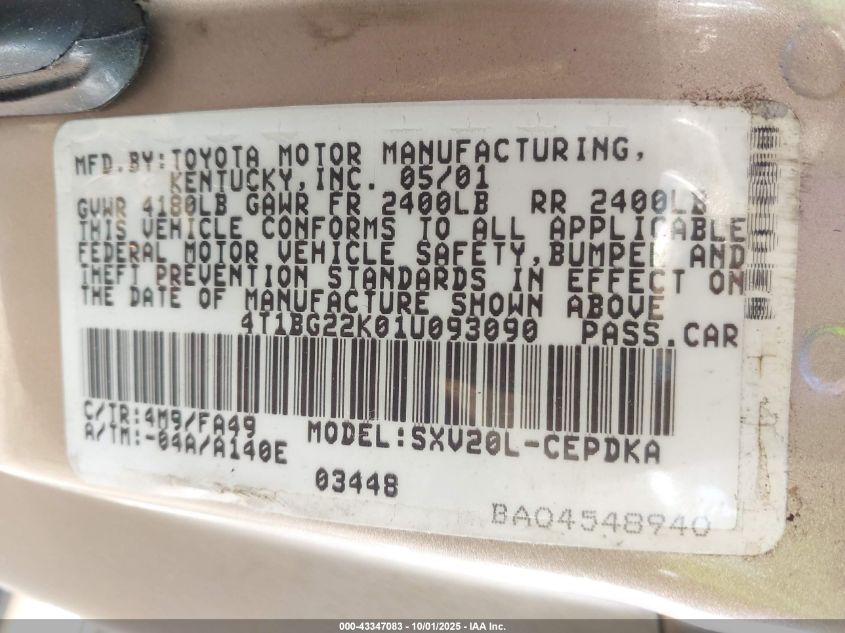 MFD.BY:TOYOTA MOTOR MANUFACTURING,
KENTUCKY,INC. 05/01
GVWR 4180LB GAWR FR 2400LB RR 2400LB
THIS VEHICLE CONFORMS TO ALL APPLICABLE
FEDERAL MOTOR VEHICLE SAFETY,BUMPER AND
THEFT PREVENTION STANDARDS IN EFFECT ON
THE DATE OF MANUFACTURE SHOWN ABOVE
4T1BG22K01U093090 PASS.CAR
C/TR:4M9/FA49
A/TM:-04A/A140E
MODEL:SXV20L-CEPDKA
03448
BA04548940
000-43347083 - 10/01/2025 - IAA Inc.